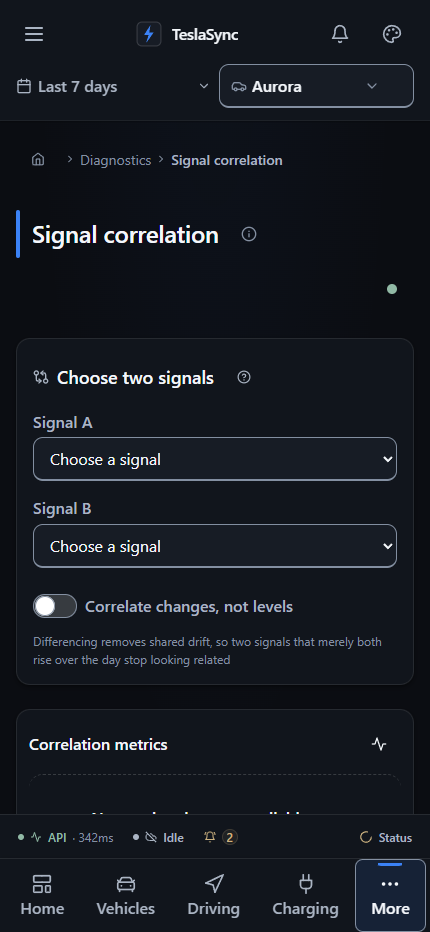 TeslaSync
Last 7 days
Aurora
Diagnostics
Signal correlation
Signal correlation
Choose two signals
Signal A
Choose a signal
Signal B
Choose a signal
Correlate changes, not levels
Differencing removes shared drift, so two signals that merely both
rise over the day stop looking related
Correlation metrics
API · 342ms
Idle
2
Status
Home
Vehicles
Driving
Charging
More